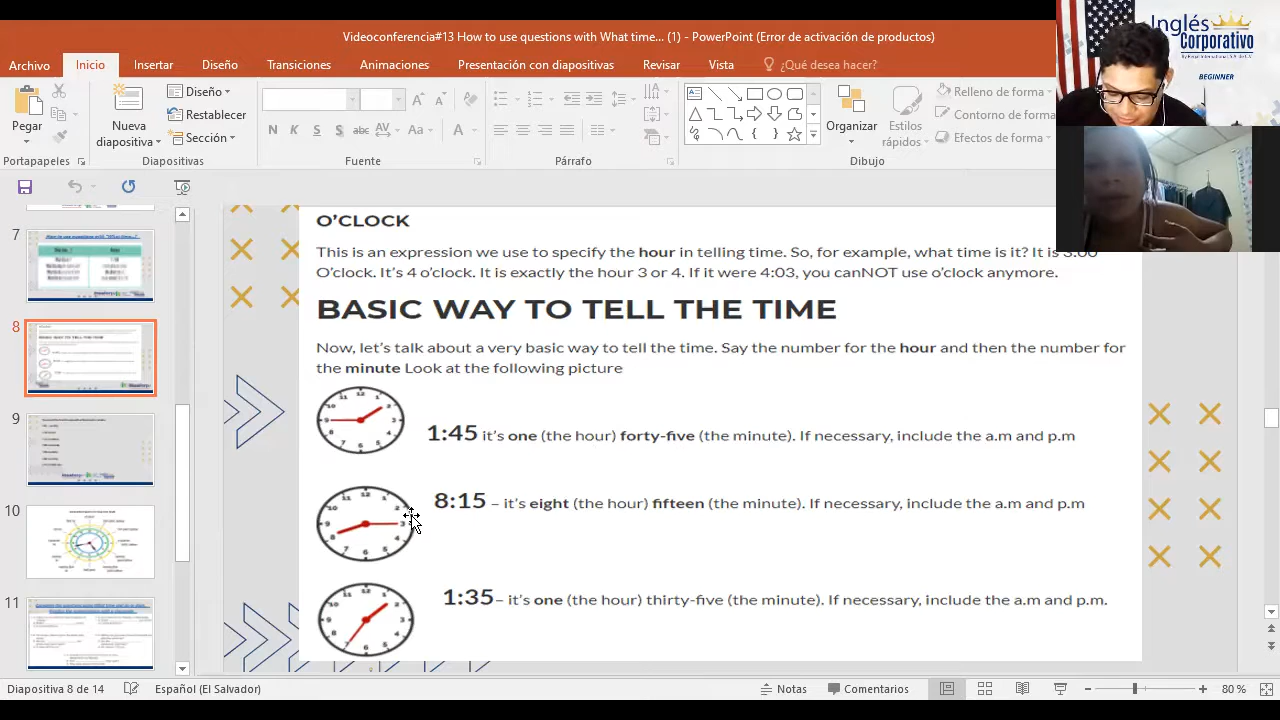 Videoconferencia#13 How to use questions with What time... (1) - PowerPoint (Error de activación de productos)
Archivo Inicio Insertar Diseño Transiciones Animaciones Presentación con diapositivas Revisar Vista ¿Qué desea hacer?
Pegar
Nueva diapositiva
Diseño
Restablecer
Sección
N K S S abc AV Aa A
Organizar
Estilos rápidos
Relleno de forma
Contorno de forma
Efectos de forma
Portapapeles Diapositivas Fuente Párrafo Dibujo
Inglés
Corporativo
BEGINNER
7
8
9
10
11
O'CLOCK
This is an expression we use to specify the hour in telling time. So, for example, what time is it? It is 3:00
O'clock. It's 4 o'clock. It is exactly the hour 3 or 4. If it were 4:03, you canNOT use o'clock anymore.
BASIC WAY TO TELL THE TIME
Now, let's talk about a very basic way to tell the time. Say the number for the hour and then the number for
the minute Look at the following picture
1:45 it's one (the hour) forty-five (the minute). If necessary, include the a.m and p.m
8:15 – it's eight (the hour) fifteen (the minute). If necessary, include the a.m and p.m
1:35– it's one (the hour) thirty-five (the minute). If necessary, include the a.m and p.m.
Diapositiva 8 de 14 Español (El Salvador) Notas Comentarios 80 %